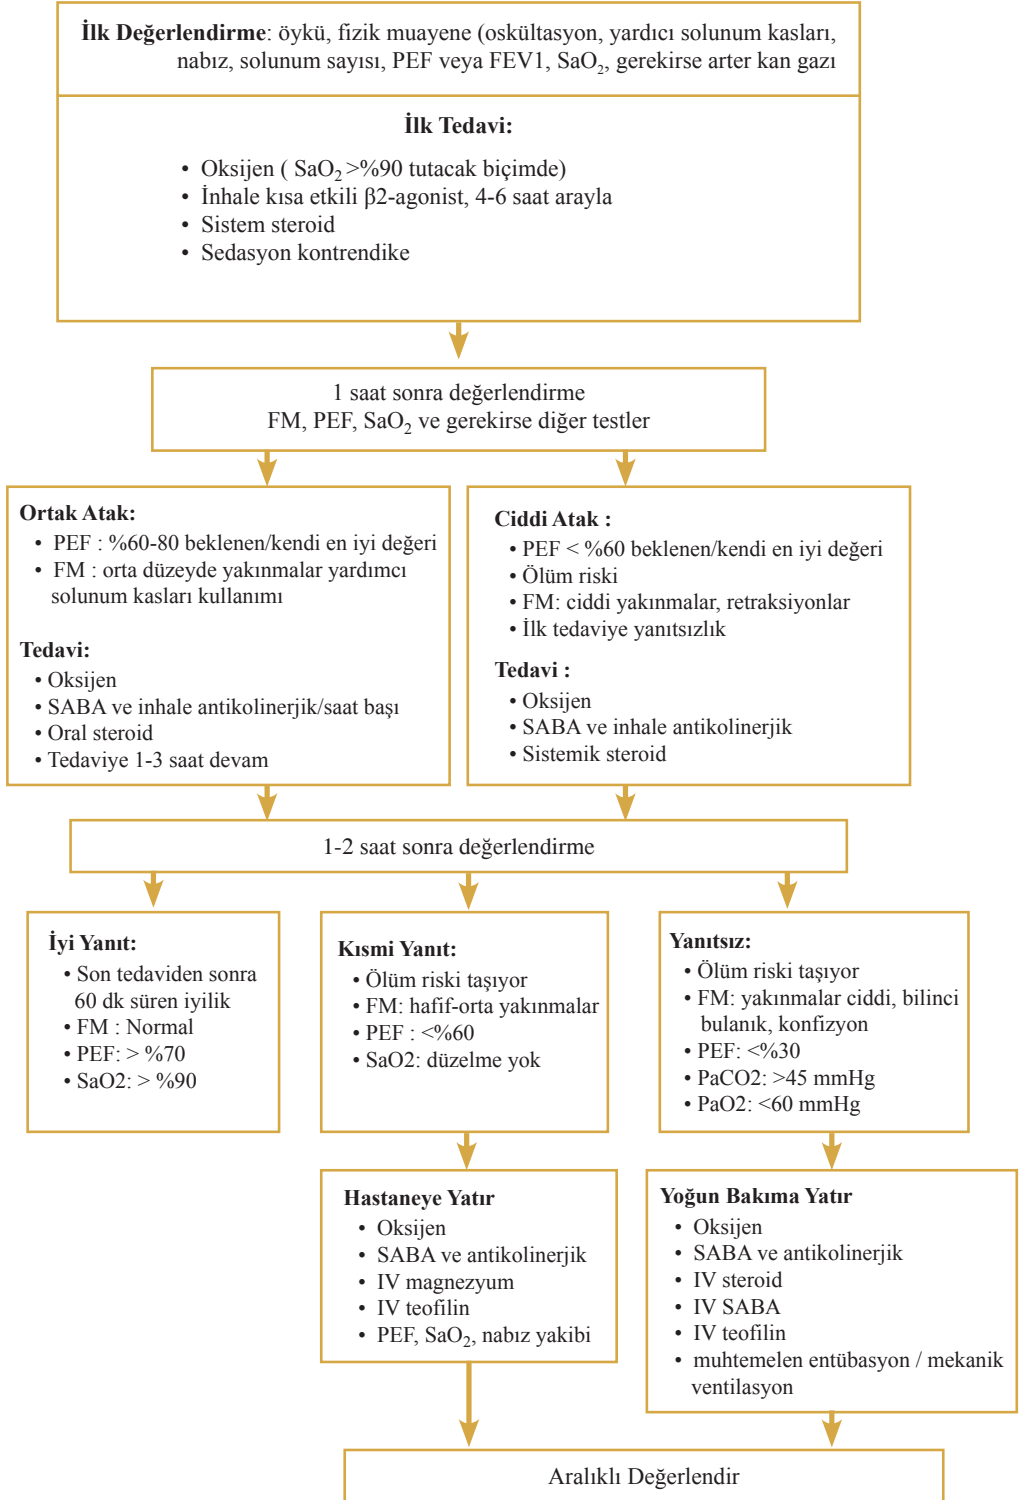 İlk Değerlendirme: öykü, fizik muayene (oskültasyon, yardıcı solunum kasları,
nabız, solunum sayısı, PEF veya FEV1, SaO₂, gerekirse arter kan gazı
İlk Tedavi:
• Oksijen ( SaO₂ >%90 tutacak biçimde)
• İnhale kısa etkili β2-agonist, 4-6 saat arayla
• Sistem steroid
• Sedasyon kontrendike
1 saat sonra değerlendirme
FM, PEF, SaO₂ ve gerekirse diğer testler
Ortak Atak:
• PEF : %60-80 beklenen/kendi en iyi değeri
• FM : orta düzeyde yakınmalar yardımcı
solunum kasları kullanımı
Tedavi:
• Oksijen
• SABA ve inhale antikolinerjik/saat başı
• Oral steroid
• Tedaviye 1-3 saat devam
Ciddi Atak :
• PEF < %60 beklenen/kendi en iyi değeri
• Ölüm riski
• FM: ciddi yakınmalar, retraksiyonlar
• İlk tedaviye yanıtsızlık
Tedavi :
• Oksijen
• SABA ve inhale antikolinerjik
• Sistemik steroid
1-2 saat sonra değerlendirme
İyi Yanıt:
• Son tedaviden sonra
60 dk süren iyilik
• FM : Normal
• PEF: > %70
• SaO2: > %90
Kısmi Yanıt:
• Ölüm riski taşıyor
• FM: hafif-orta yakınmalar
• PEF : <%60
• SaO2: düzelme yok
Yanıtsız:
• Ölüm riski taşıyor
• FM: yakınmalar ciddi, bilinci
bulanık, konfizyon
• PEF: <%30
• PaCO2: >45 mmHg
• PaO2: <60 mmHg
Hastaneye Yatır
• Oksijen
• SABA ve antikolinerjik
• IV magnezyum
• IV teofilin
• PEF, SaO₂, nabız yakibi
Yoğun Bakıma Yatır
• Oksijen
• SABA ve antikolinerjik
• IV steroid
• IV SABA
• IV teofilin
• muhtemelen entübasyon / mekanik
ventilasyon
Aralıklı Değerlendir